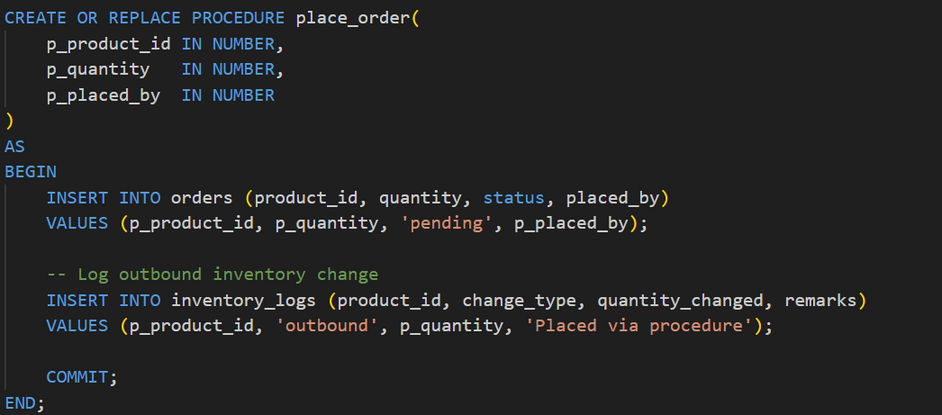 CREATE OR REPLACE PROCEDURE place_order(
    p_product_id IN NUMBER,
    p_quantity   IN NUMBER,
    p_placed_by  IN NUMBER
)
AS
BEGIN
    INSERT INTO orders (product_id, quantity, status, placed_by)
    VALUES (p_product_id, p_quantity, 'pending', p_placed_by);

    -- Log outbound inventory change
    INSERT INTO inventory_logs (product_id, change_type, quantity_changed, remarks)
    VALUES (p_product_id, 'outbound', p_quantity, 'Placed via procedure');

    COMMIT;
END;